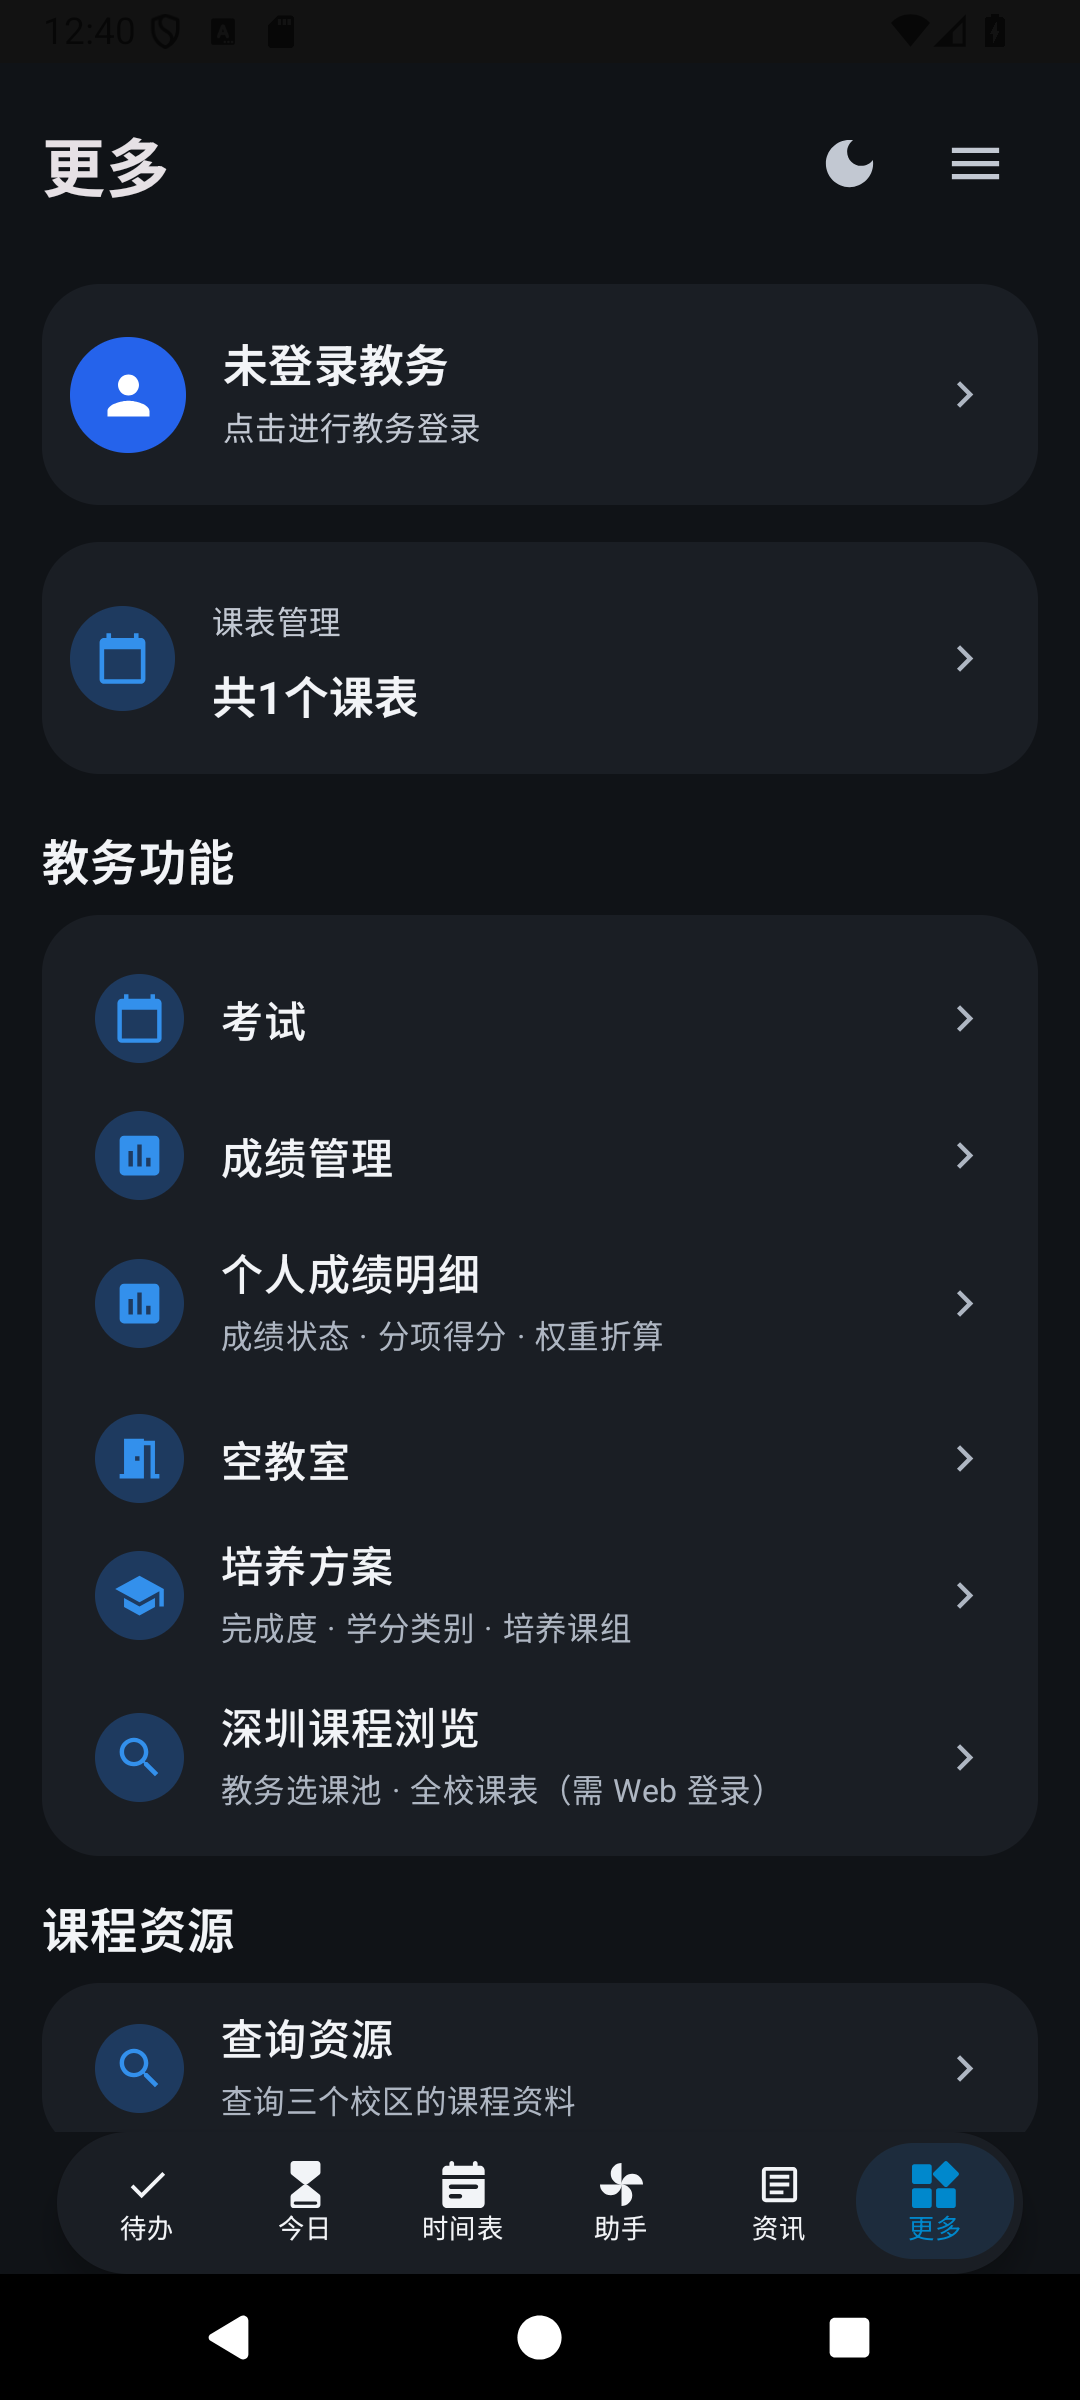 12:40
更多
未登录教务
点击进行教务登录
课表管理
共1个课表
教务功能
考试
成绩管理
个人成绩明细
成绩状态 · 分项得分 · 权重折算
空教室
培养方案
完成度 · 学分类别 · 培养课组
深圳课程浏览
教务选课池 · 全校课表（需 Web 登录）
课程资源
查询资源
查询三个校区的课程资料
待办
今日
时间表
助手
资讯
更多